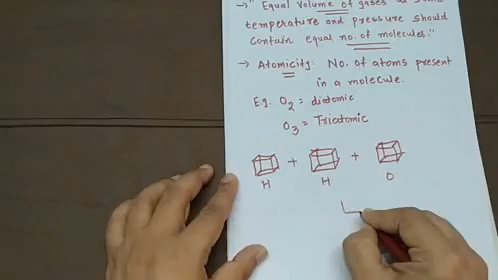 → " Equal Volume of gases at same
temperature and pressure should
contain equal no. of molecules."
→ Atomicity: No. of atoms present
in a molecule.
Eg. O2 = diatomic
O3 = Triatomic
+ +
H H O